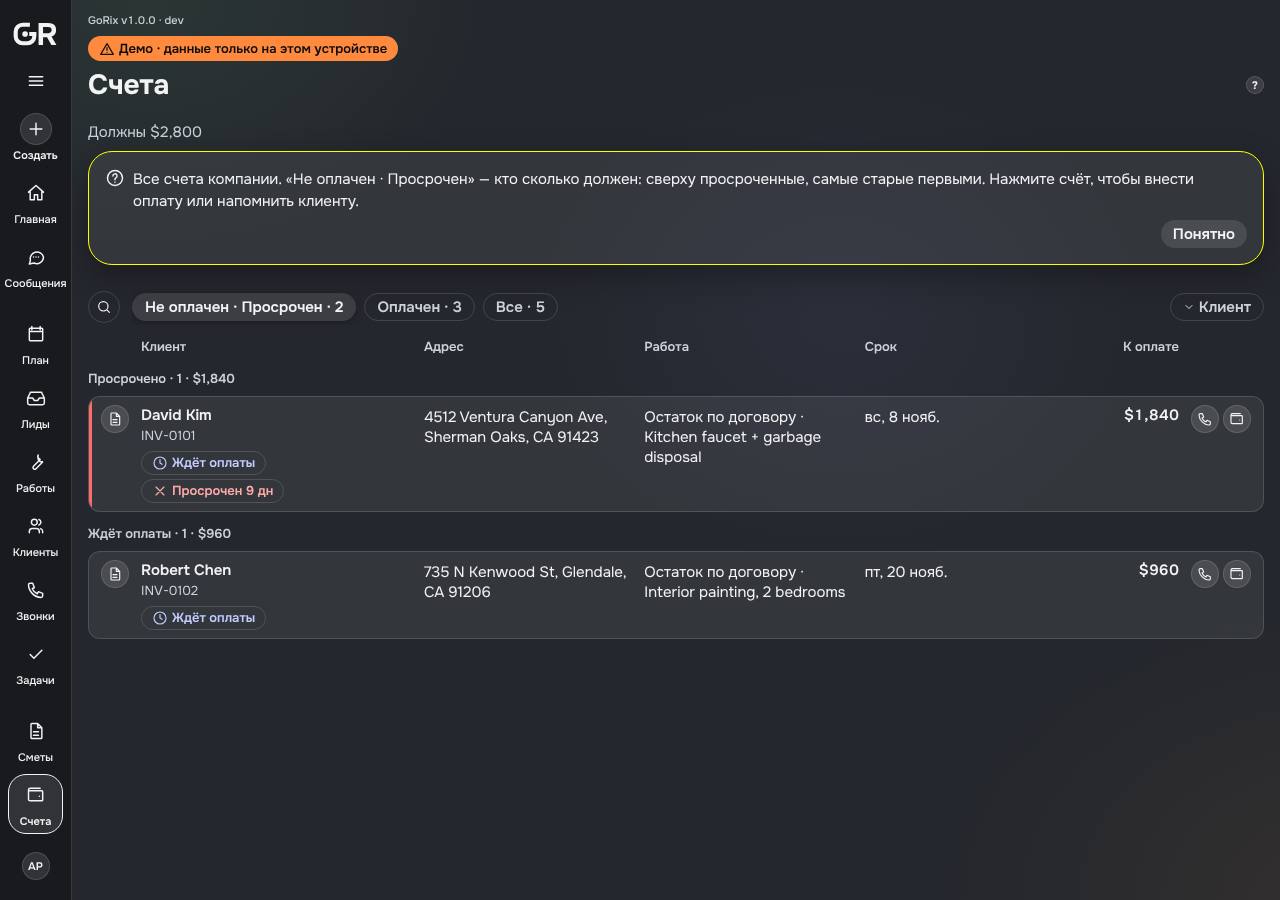 GR
GoRix v1.0.0 · dev
Демо · данные только на этом устройстве
Счета
?
Должны $2,800
Все счета компании. «Не оплачен · Просрочен» — кто сколько должен: сверху просроченные, самые старые первыми. Нажмите счёт, чтобы внести
оплату или напомнить клиенту.
Понятно
Не оплачен · Просрочен · 2
Оплачен · 3
Все · 5
Клиент
Клиент
Адрес
Работа
Срок
К оплате
Просрочено · 1 · $1,840
David Kim
INV-0101
Ждёт оплаты
Просрочен 9 дн
4512 Ventura Canyon Ave,
Sherman Oaks, CA 91423
Остаток по договору ·
Kitchen faucet + garbage
disposal
вс, 8 нояб.
$1,840
Ждёт оплаты · 1 · $960
Robert Chen
INV-0102
Ждёт оплаты
735 N Kenwood St, Glendale,
CA 91206
Остаток по договору ·
Interior painting, 2 bedrooms
пт, 20 нояб.
$960
Создать
Главная
Сообщения
План
Лиды
Работы
Клиенты
Звонки
Задачи
Сметы
Счета
AP